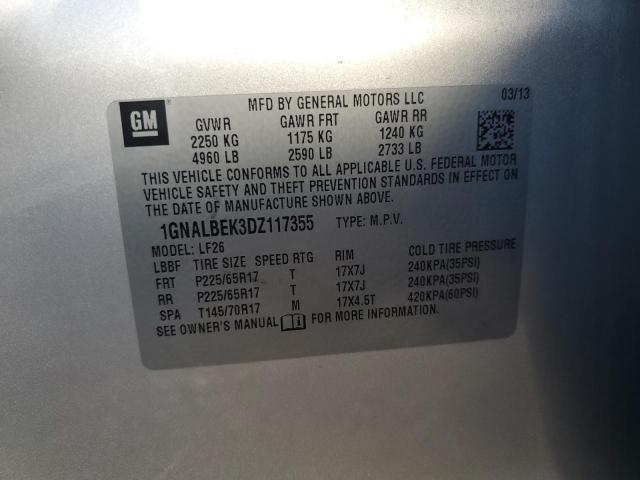 GM
MFD BY GENERAL MOTORS LLC 03/13
GVWR GAWR FRT GAWR RR
2250 KG 1175 KG 1240 KG
4960 LB 2590 LB 2733 LB
THIS VEHICLE CONFORMS TO ALL APPLICABLE U.S. FEDERAL MOTOR
VEHICLE SAFETY AND THEFT PREVENTION STANDARDS IN EFFECT ON
THE DATE OF MANUFACTURE SHOWN ABOVE.
1GNALBEK3DZ117355 TYPE: M.P.V.
MODEL: LF26
LBBF TIRE SIZE SPEED RTG RIM COLD TIRE PRESSURE
FRT P225/65R17 T 17X7J 240KPA(35PSI)
RR P225/65R17 T 17X7J 240KPA(35PSI)
SPA T145/70R17 M 17X4.5T 420KPA(60PSI)
SEE OWNER'S MANUAL FOR MORE INFORMATION.